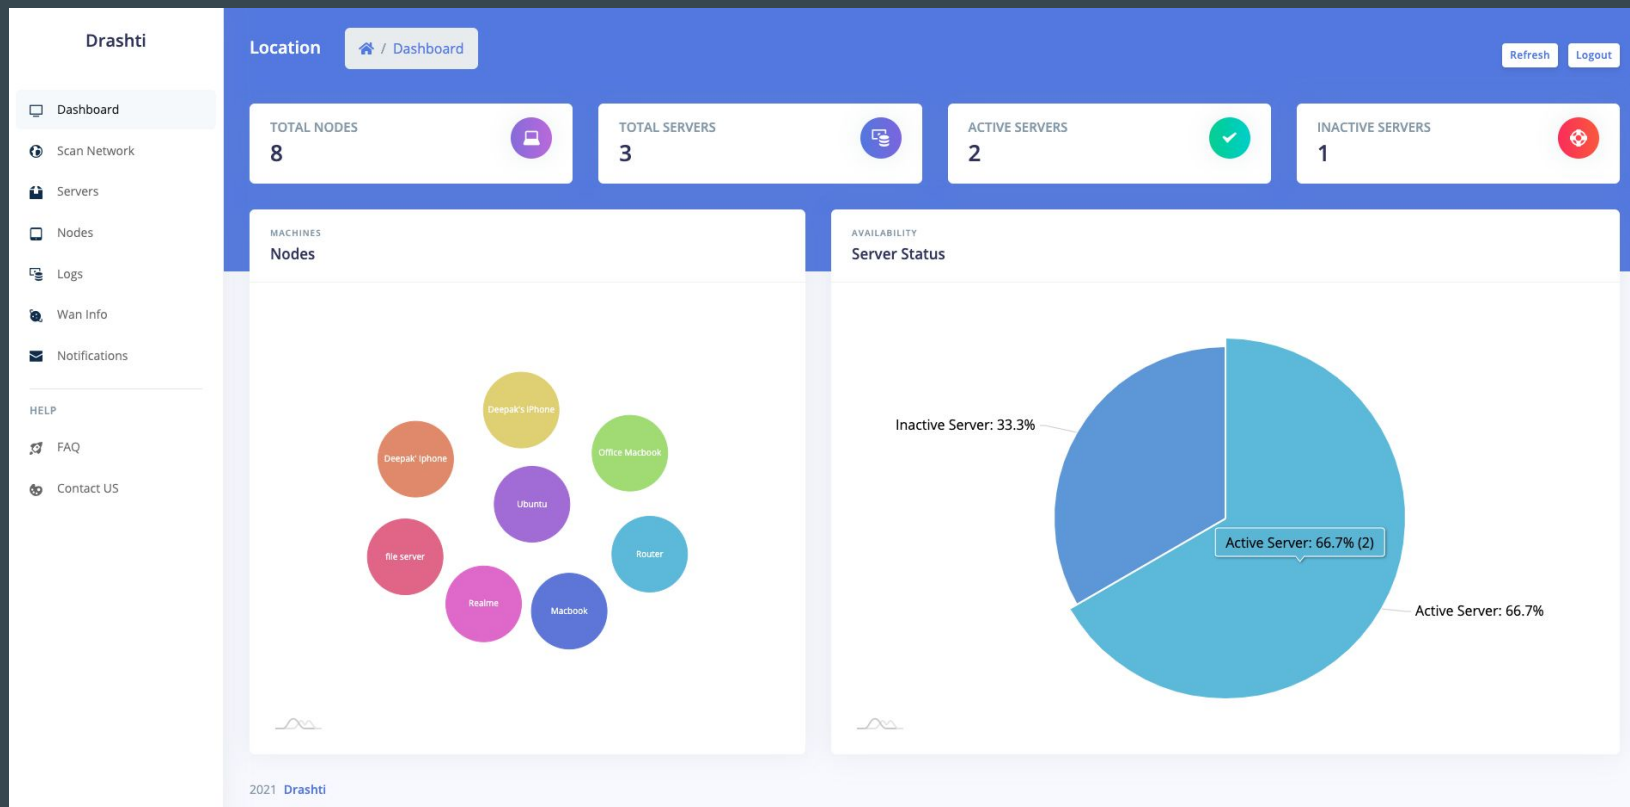 Drashti
Dashboard
Scan Network
Servers
Nodes
Logs
Wan Info
Notifications
HELP
FAQ
Contact US
Location
/ Dashboard
Refresh
Logout
TOTAL NODES
8
TOTAL SERVERS
3
ACTIVE SERVERS
2
INACTIVE SERVERS
1
MACHINES
Nodes
Deepak's IPhone
Office Macbook
Deepak' Iphone
Ubuntu
Router
file server
Realme
Macbook
AVAILABILITY
Server Status
Inactive Server: 33.3%
Active Server: 66.7% (2)
Active Server: 66.7%
2021 Drashti